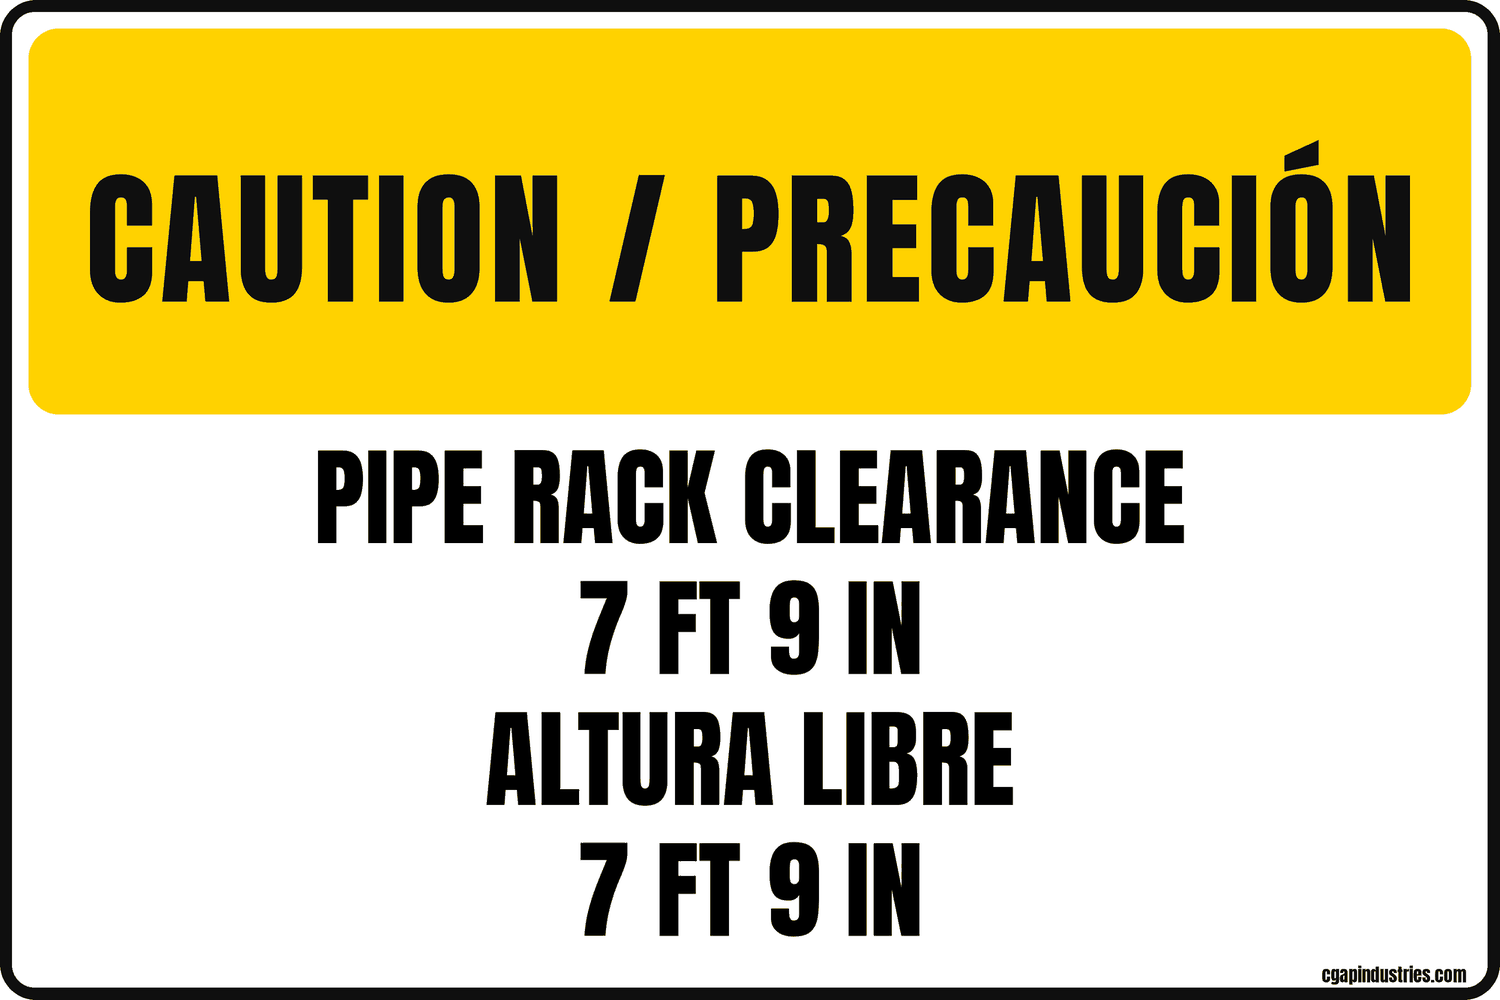 CAUTION / PRECAUCIÓN
PIPE RACK CLEARANCE
7 FT 9 IN
ALTURA LIBRE
7 FT 9 IN
cgapindustries.com